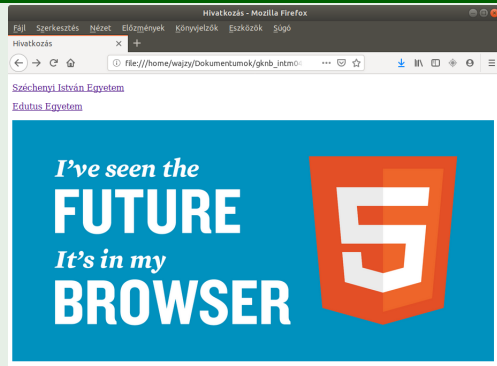 Hivatkozás - Mozilla Firefox
Fájl Szerkesztés Nézet Előzmények Könyvjelzők Eszközök Súgó
Hivatkozás
file:///home/wajzy/Dokumentumok/gknb_intm04
Széchenyi István Egyetem
Edutus Egyetem
I've seen the
FUTURE
It's in my
BROWSER
5